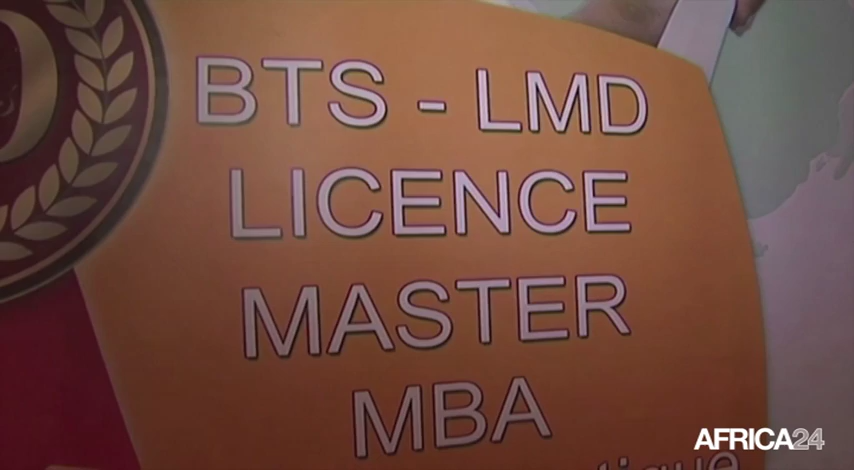 BTS - LMD
LICENCE
MASTER
MBA
AFRICA24